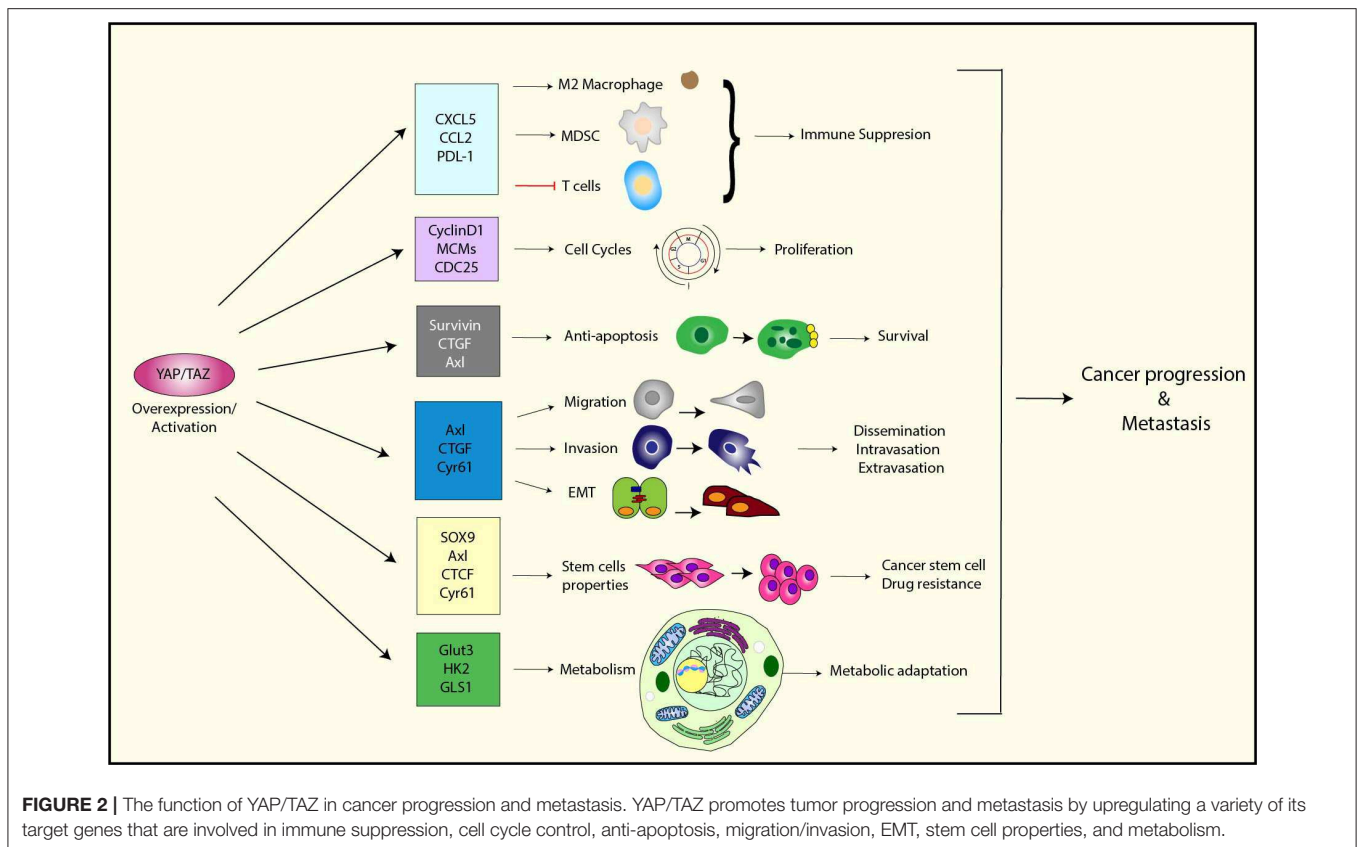 YAP/TAZ
Overexpression/
Activation
CXCL5
CCL2
PDL-1
M2 Macrophage
MDSC
T cells
Immune Suppresion
CyclinD1
MCMs
CDC25
Cell Cycles
M
G2
G1
S
I
Proliferation
Survivin
CTGF
Axl
Anti-apoptosis
Survival
Axl
CTGF
Cyr61
Migration
Invasion
EMT
Dissemination
Intravasation
Extravasation
SOX9
Axl
CTCF
Cyr61
Stem cells
properties
Cancer stem cell
Drug resistance
Glut3
HK2
GLS1
Metabolism
Metabolic adaptation
Cancer progression
&
Metastasis
FIGURE 2 | The function of YAP/TAZ in cancer progression and metastasis. YAP/TAZ promotes tumor progression and metastasis by upregulating a variety of its
target genes that are involved in immune suppression, cell cycle control, anti-apoptosis, migration/invasion, EMT, stem cell properties, and metabolism.